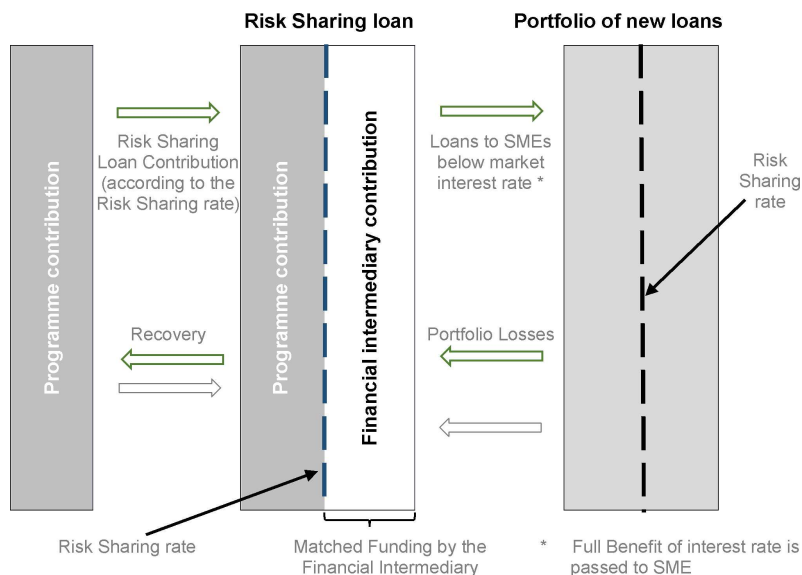 Risk Sharing loan
Portfolio of new loans
Programme contribution
Risk Sharing
Loan Contribution
(according to the
Risk Sharing rate)
Recovery
Programme contribution
Financial intermediary contribution
Loans to SMEs
below market
interest rate *
Portfolio Losses
Risk
Sharing
rate
Risk Sharing rate
Matched Funding by the
Financial Intermediary
* Full Benefit of interest rate is
passed to SME